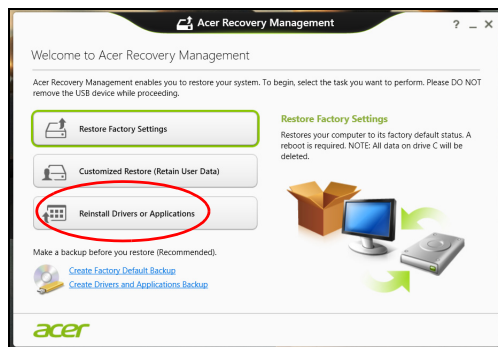 Acer Recovery Management
? _ X
Welcome to Acer Recovery Management
Acer Recovery Management enables you to restore your system. To begin, select the task you want to perform. Please DO NOT
remove the USB device while proceeding.
Restore Factory Settings
Customized Restore (Retain User Data)
Reinstall Drivers or Applications
Restore Factory Settings
Restores your computer to its factory default status. A
reboot is required. NOTE: All data on drive C will be
deleted.
Make a backup before you restore (Recommended).
Create Factory Default Backup
Create Drivers and Applications Backup
acer